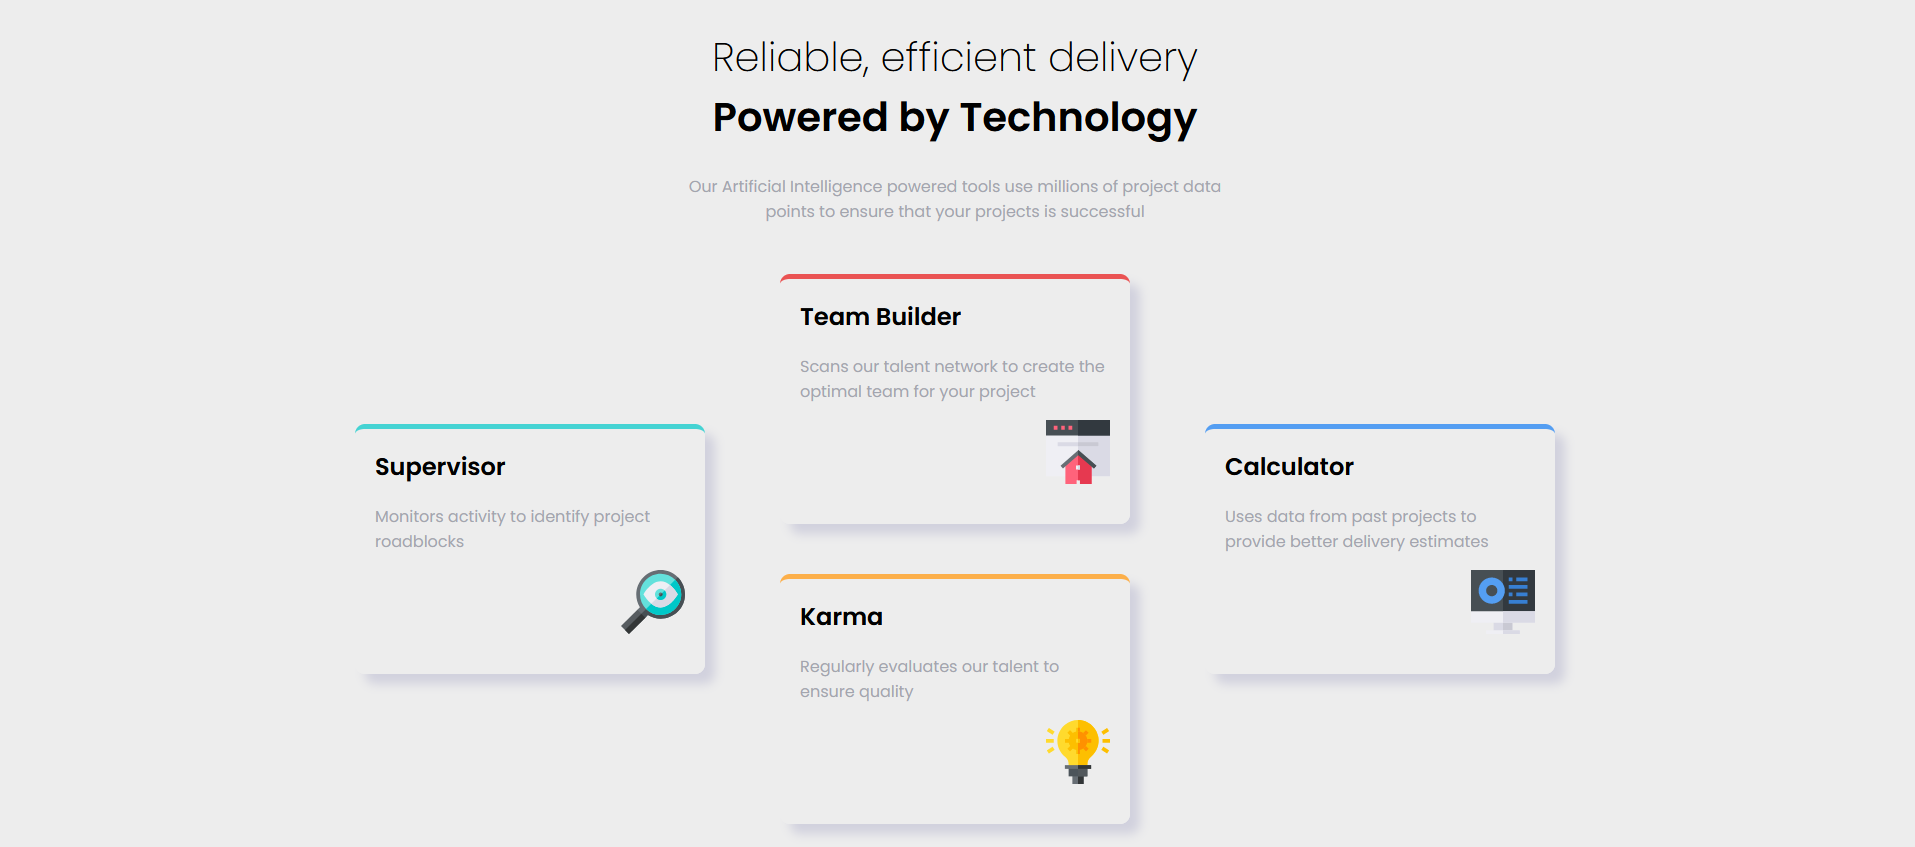 Reliable, efficient delivery
Powered by Technology
Our Artificial Intelligence powered tools use millions of project data
points to ensure that your projects is successful
Supervisor
Monitors activity to identify project
roadblocks
Team Builder
Scans our talent network to create the
optimal team for your project
Karma
Regularly evaluates our talent to
ensure quality
Calculator
Uses data from past projects to
provide better delivery estimates